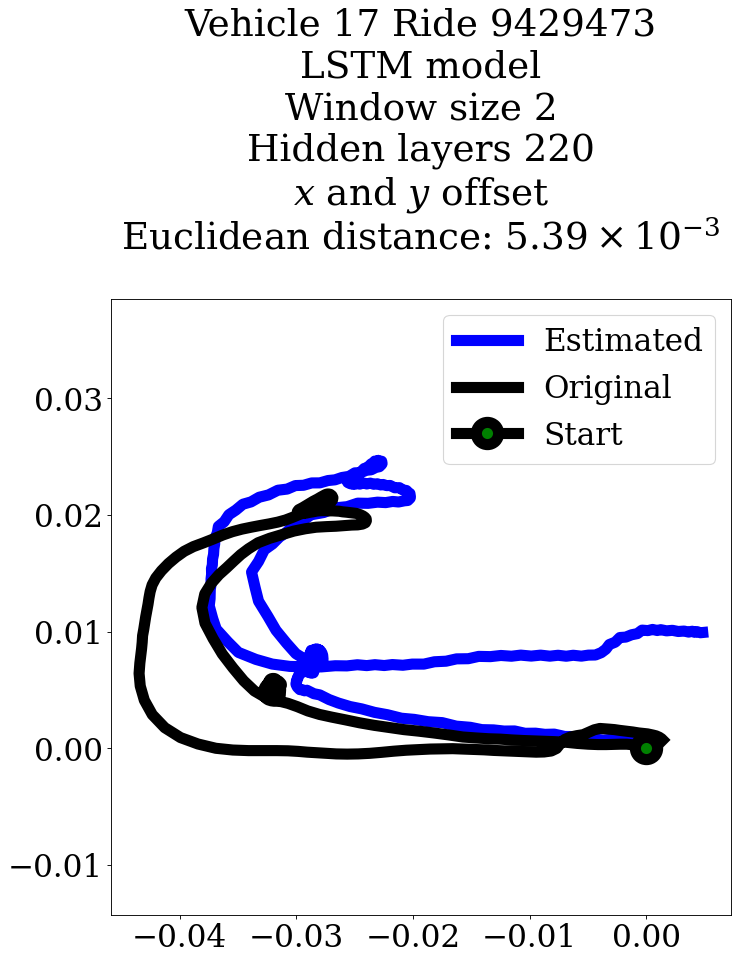 Vehicle 17 Ride 9429473
LSTM model
Window size 2
Hidden layers 220
x and y offset
Euclidean distance: 5.39 × 10⁻³
Estimated
Original
Start
0.03
0.02
0.01
0.00
−0.01
−0.04 −0.03 −0.02 −0.01 0.00